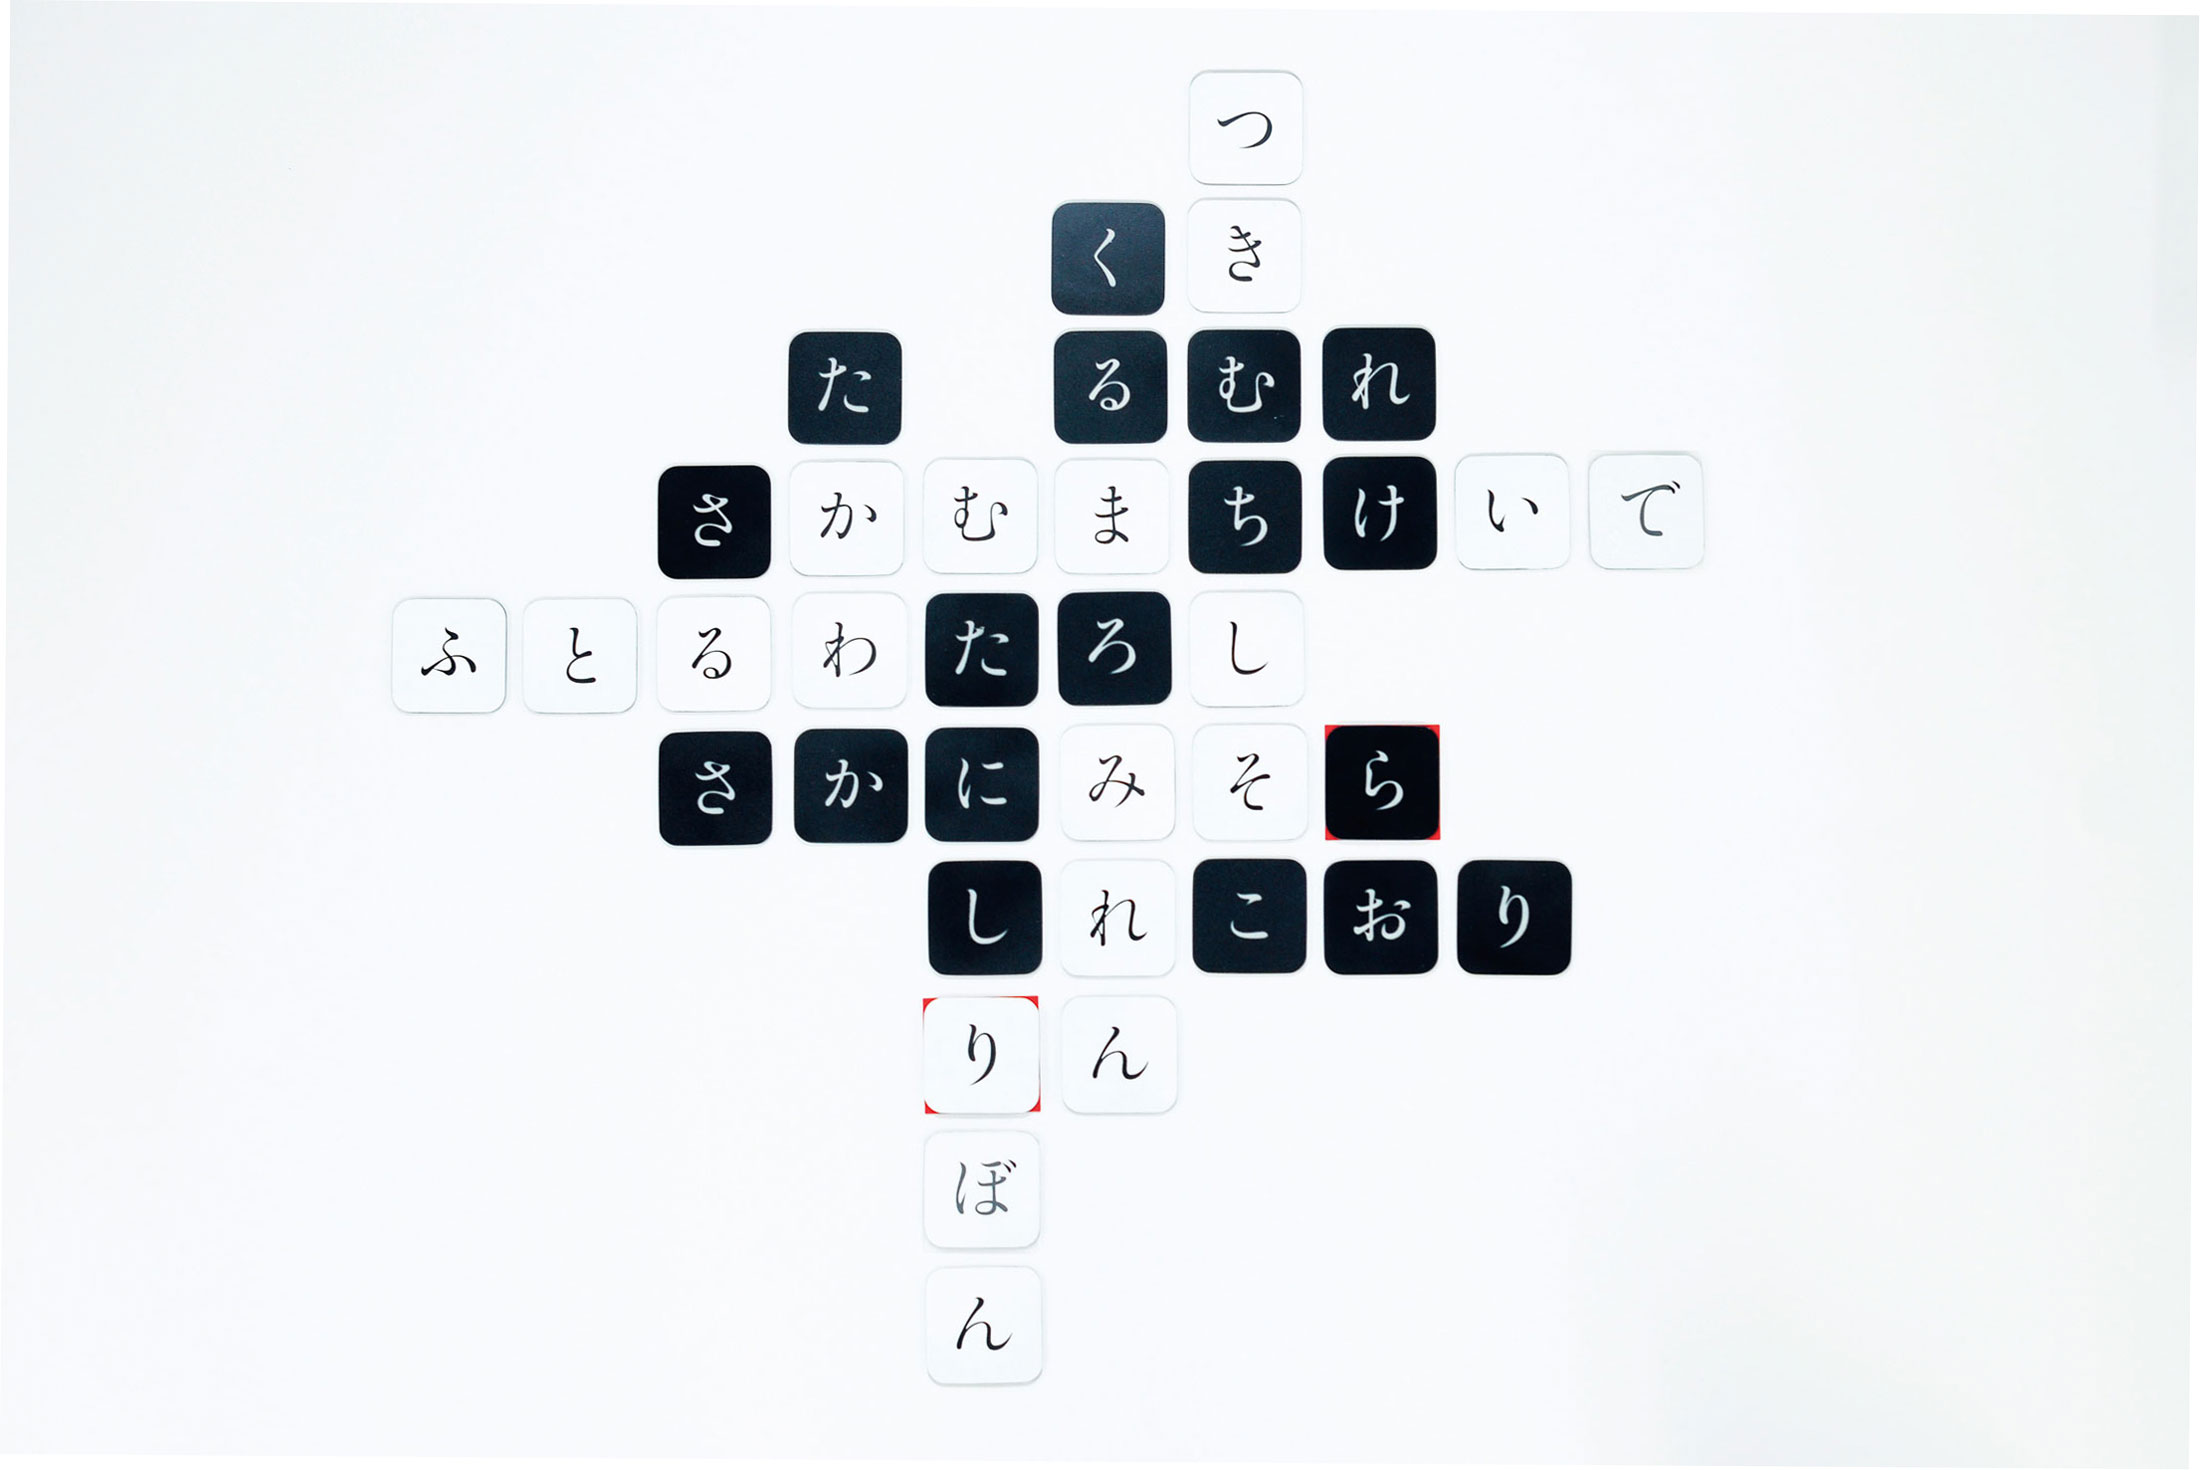 つ
くき
た るむれ
さかむまちけいで
ふとるわたろし
さかにみそら
しれこおり
りん
ぼ
ん